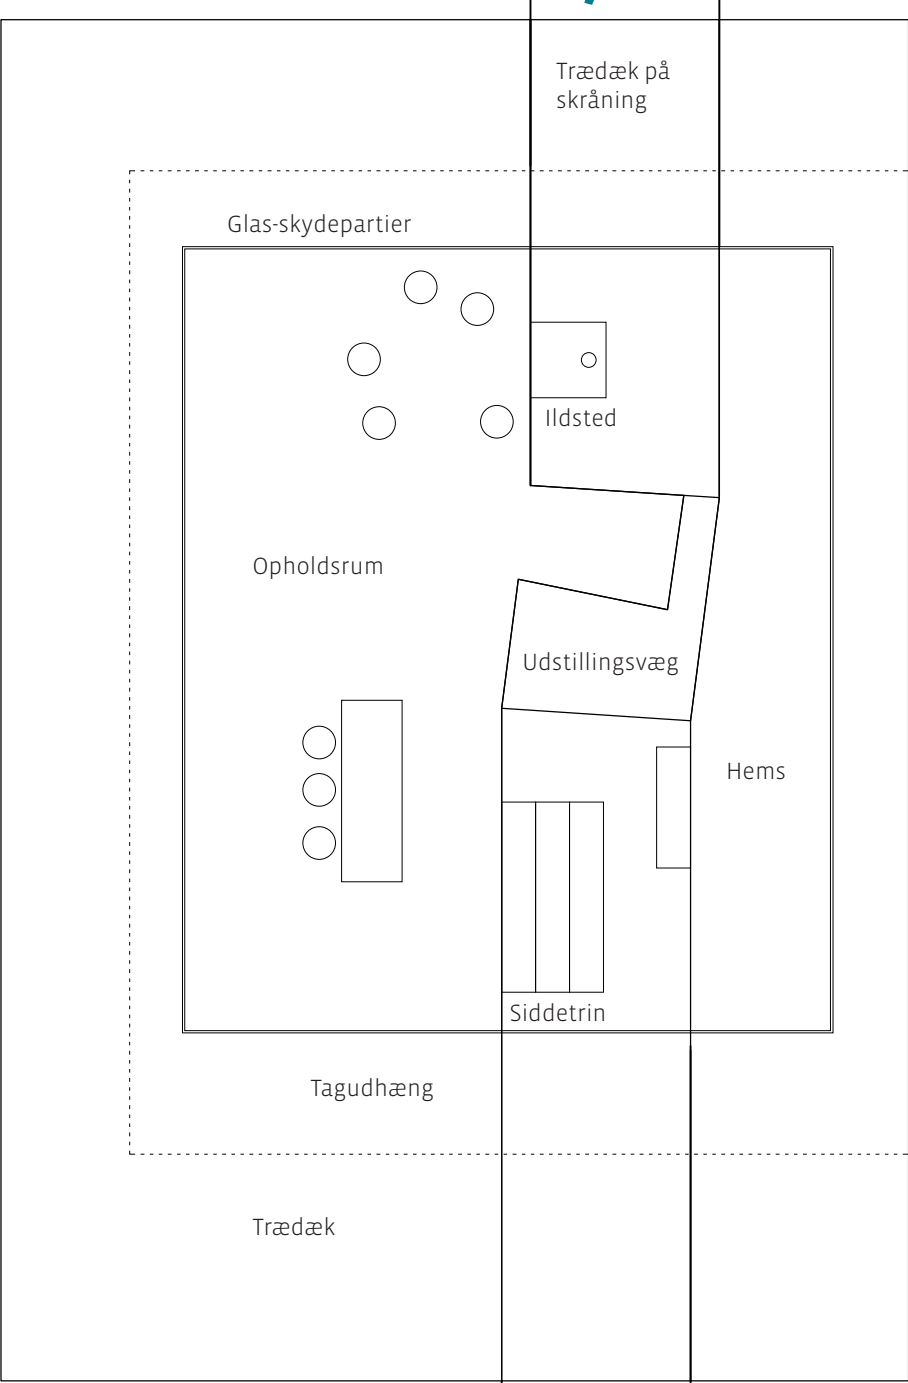 Trædæk på
skråning
Glas-skydepartier
Ildsted
Opholdsrum
Udstillingsvæg
Hems
Siddetrin
Tagudhæng
Trædæk